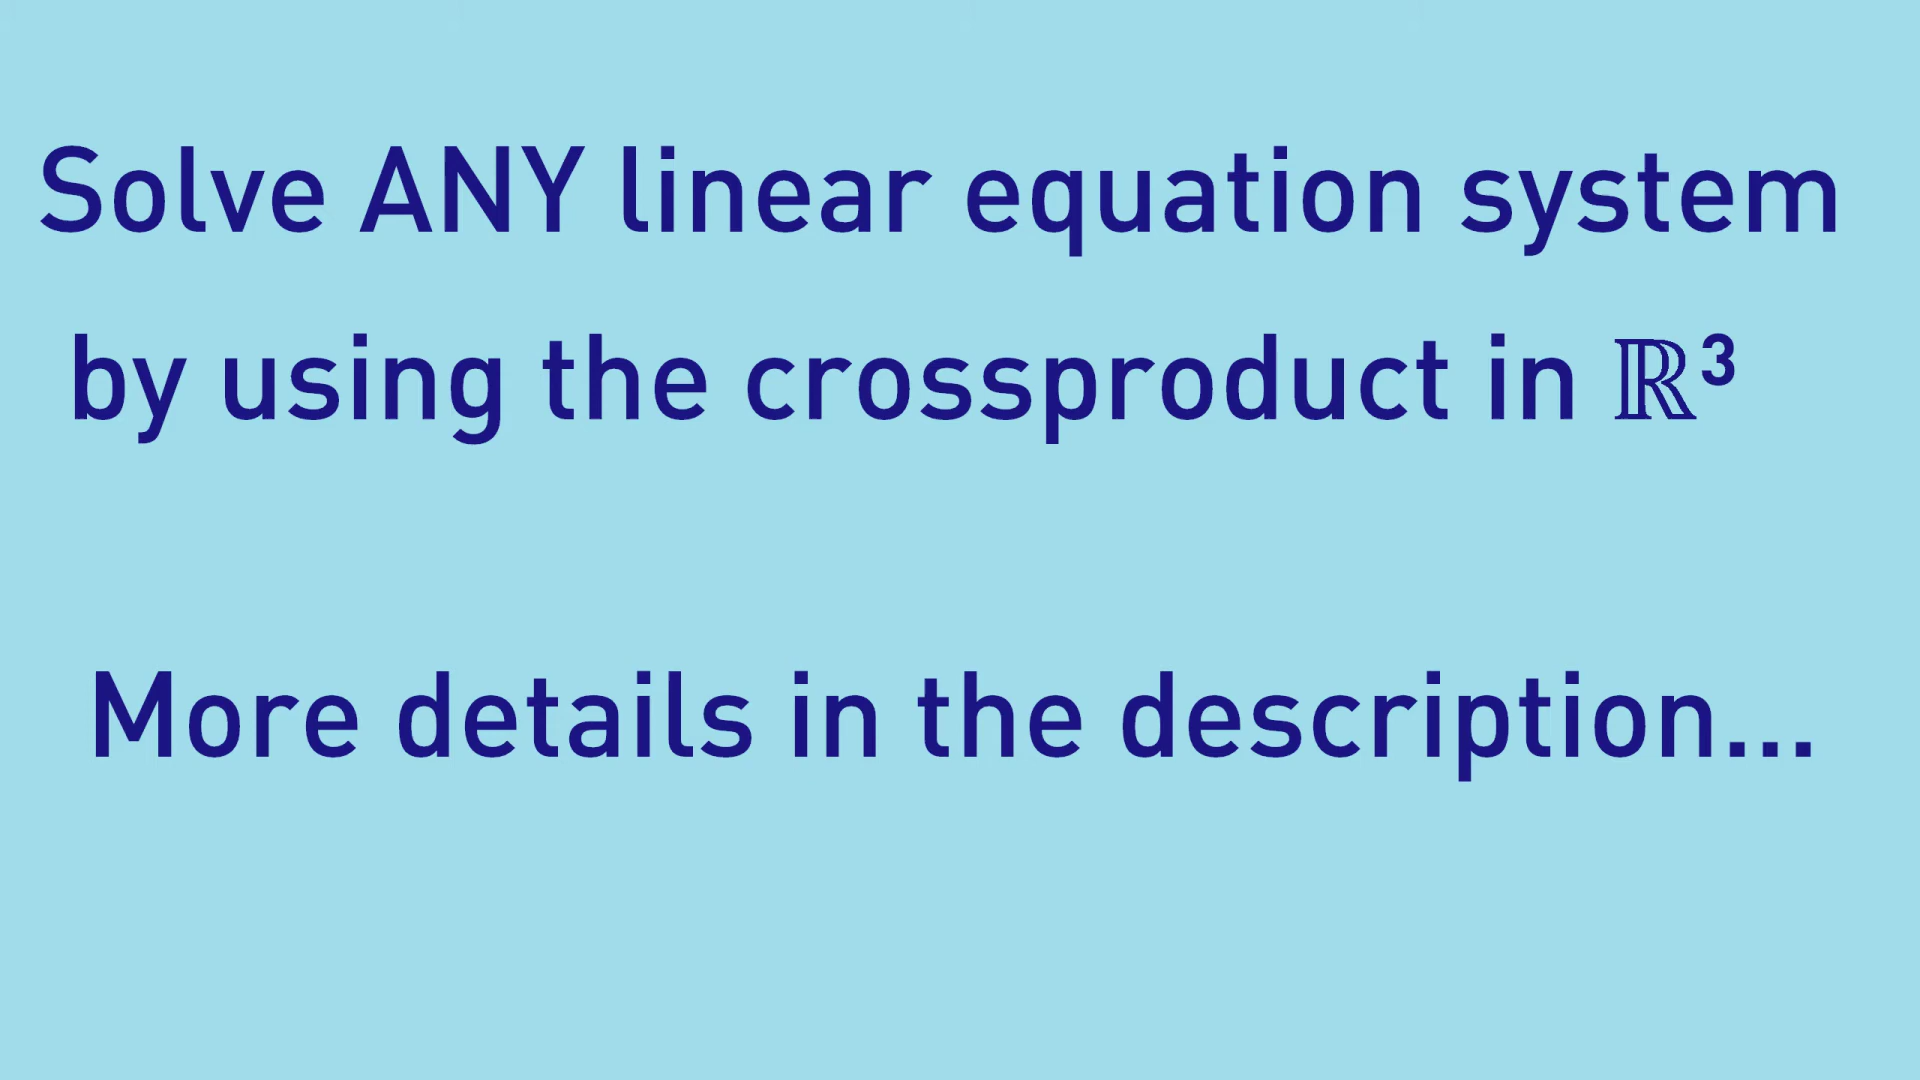 Solve ANY linear equation system
by using the crossproduct in ℝ³
More details in the description...